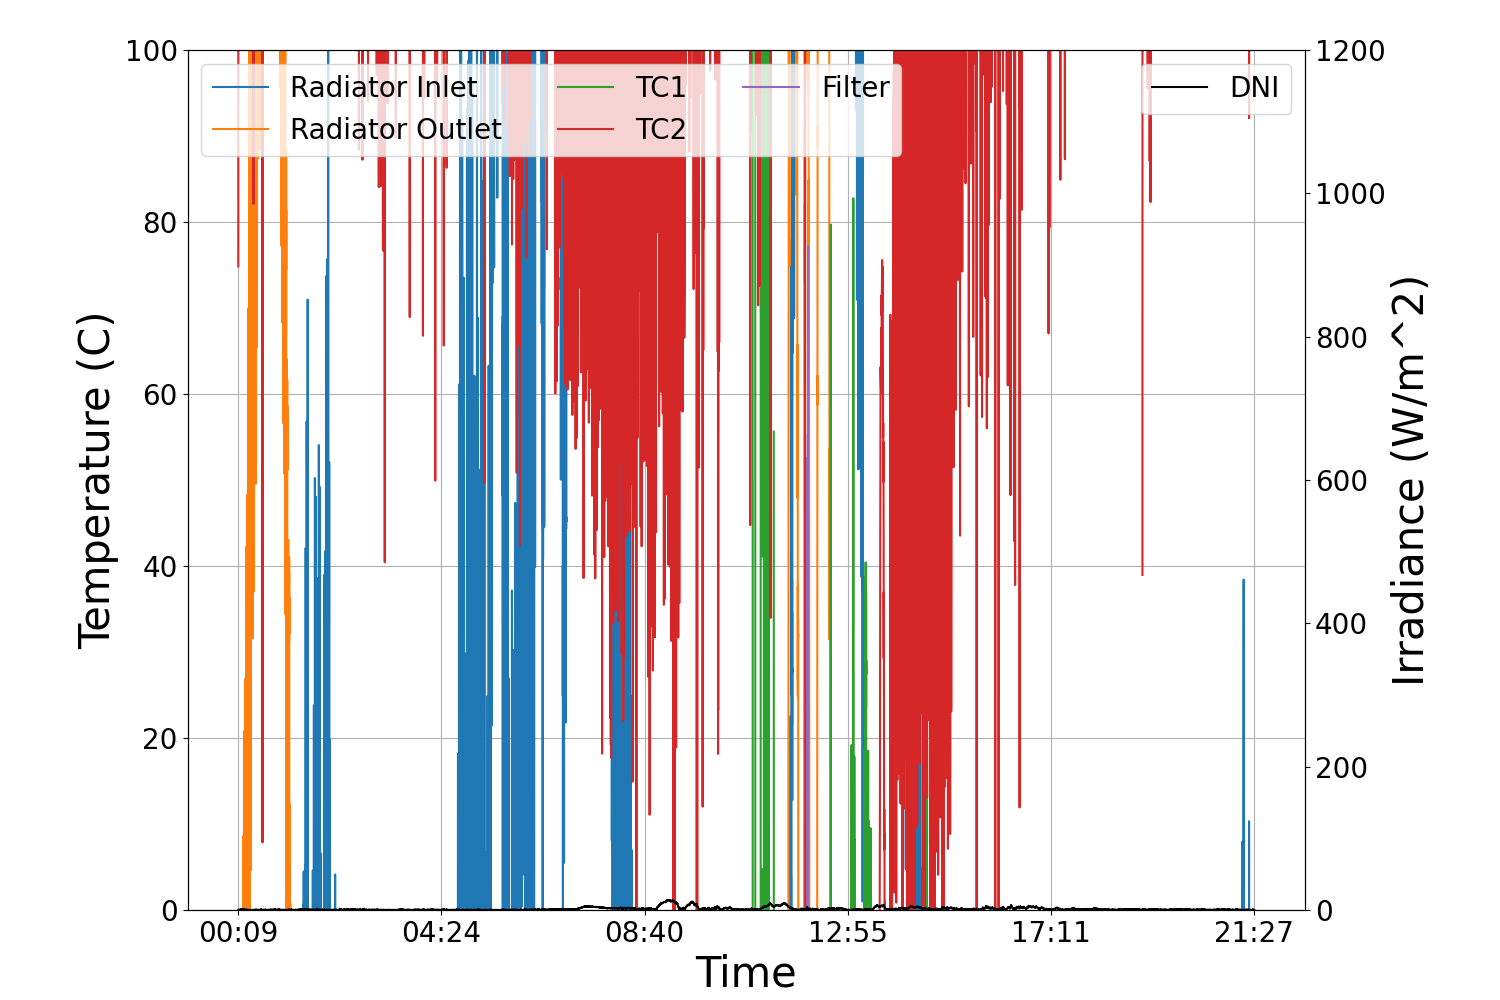 100
80
60
40
20
0
Temperature (C)
Radiator Inlet
Radiator Outlet
TC1
TC2
Filter
DNI
1200
1000
800
600
400
200
0
Irradiance (W/m^2)
00:09
04:24
08:40
12:55
17:11
21:27
Time